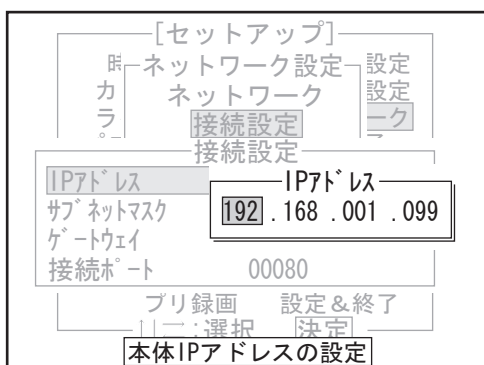 [セットアップ]
時 ネットワーク設定 設定
カ ネットワーク 設定
ラ 接続設定 ーク
接続設定
IPアドレス
IPアドレス
サブネットマスク
192 . 168 . 001 . 099
ゲートウェイ
接続ポート 00080
プリ録画 設定&終了
:選択 決定
本体IPアドレスの設定